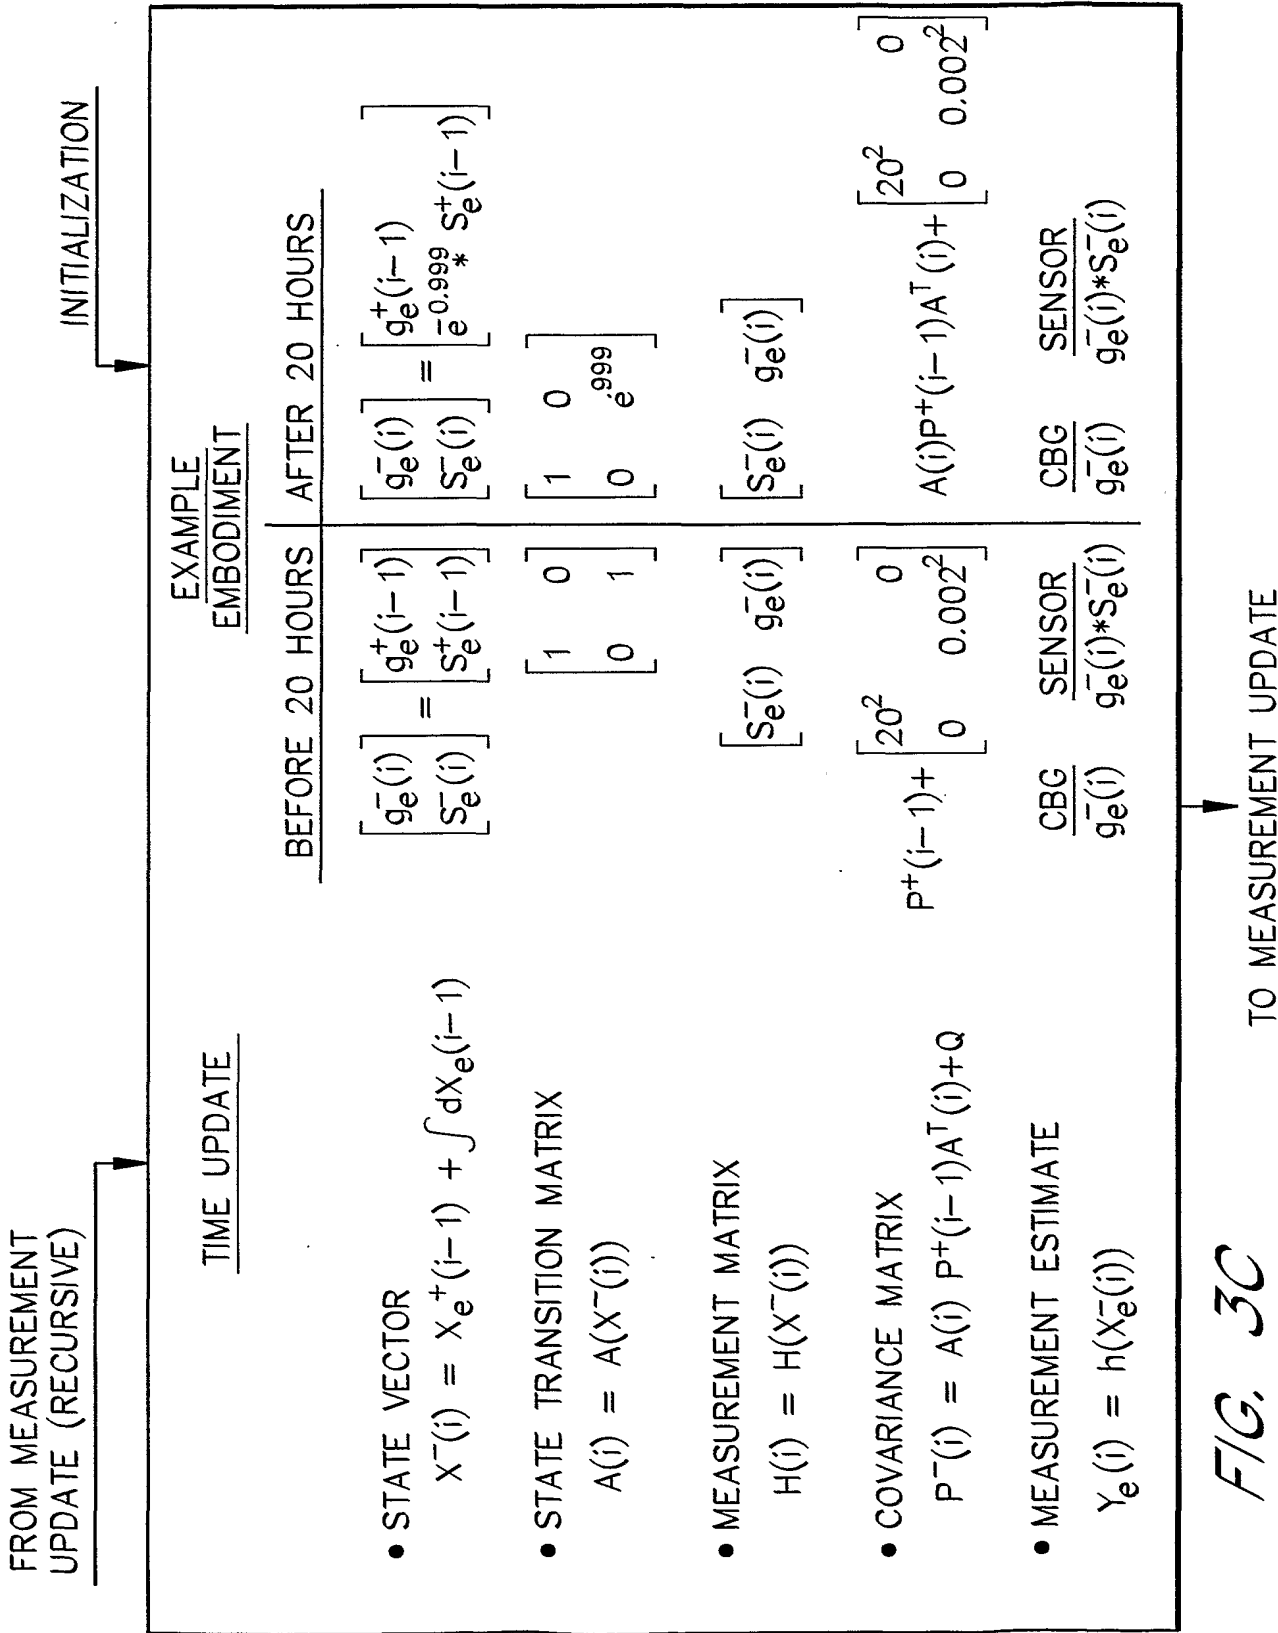 FROM MEASUREMENT
UPDATE (RECURSIVE)
INITIALIZATION
TIME UPDATE
EXAMPLE
EMBODIMENT
BEFORE 20 HOURS
AFTER 20 HOURS
• STATE VECTOR
X⁻(i) = Xₑ⁺(i−1) + ∫ dXₑ(i−1)
[gₑ⁻(i)] = [gₑ⁺(i−1)]
[Sₑ⁻(i)] [Sₑ⁺(i−1)]
[gₑ⁻(i)] = [gₑ⁺(i−1)]
[Sₑ⁻(i)] [e⁻⁰·⁹⁹⁹ * Sₑ⁺(i−1)]
• STATE TRANSITION MATRIX
A(i) = A(X⁻(i))
[1 0]
[0 1]
[1 0]
[0 e^.999]
• MEASUREMENT MATRIX
H(i) = H(X⁻(i))
[Sₑ⁻(i) gₑ⁻(i)]
[Sₑ⁻(i) gₑ⁻(i)]
• COVARIANCE MATRIX
P⁻(i) = A(i) P⁺(i−1)Aᵀ(i)+Q
P⁺(i−1)+ [20² 0]
[0 0.002²]
A(i)P⁺(i−1)Aᵀ(i)+ [20² 0]
[0 0.002²]
• MEASUREMENT ESTIMATE
Yₑ(i) = h(Xₑ⁻(i))
CBG SENSOR
gₑ⁻(i) gₑ⁻(i)*Sₑ⁻(i)
CBG SENSOR
gₑ⁻(i) gₑ⁻(i)*Sₑ⁻(i)
TO MEASUREMENT UPDATE
FIG. 3C